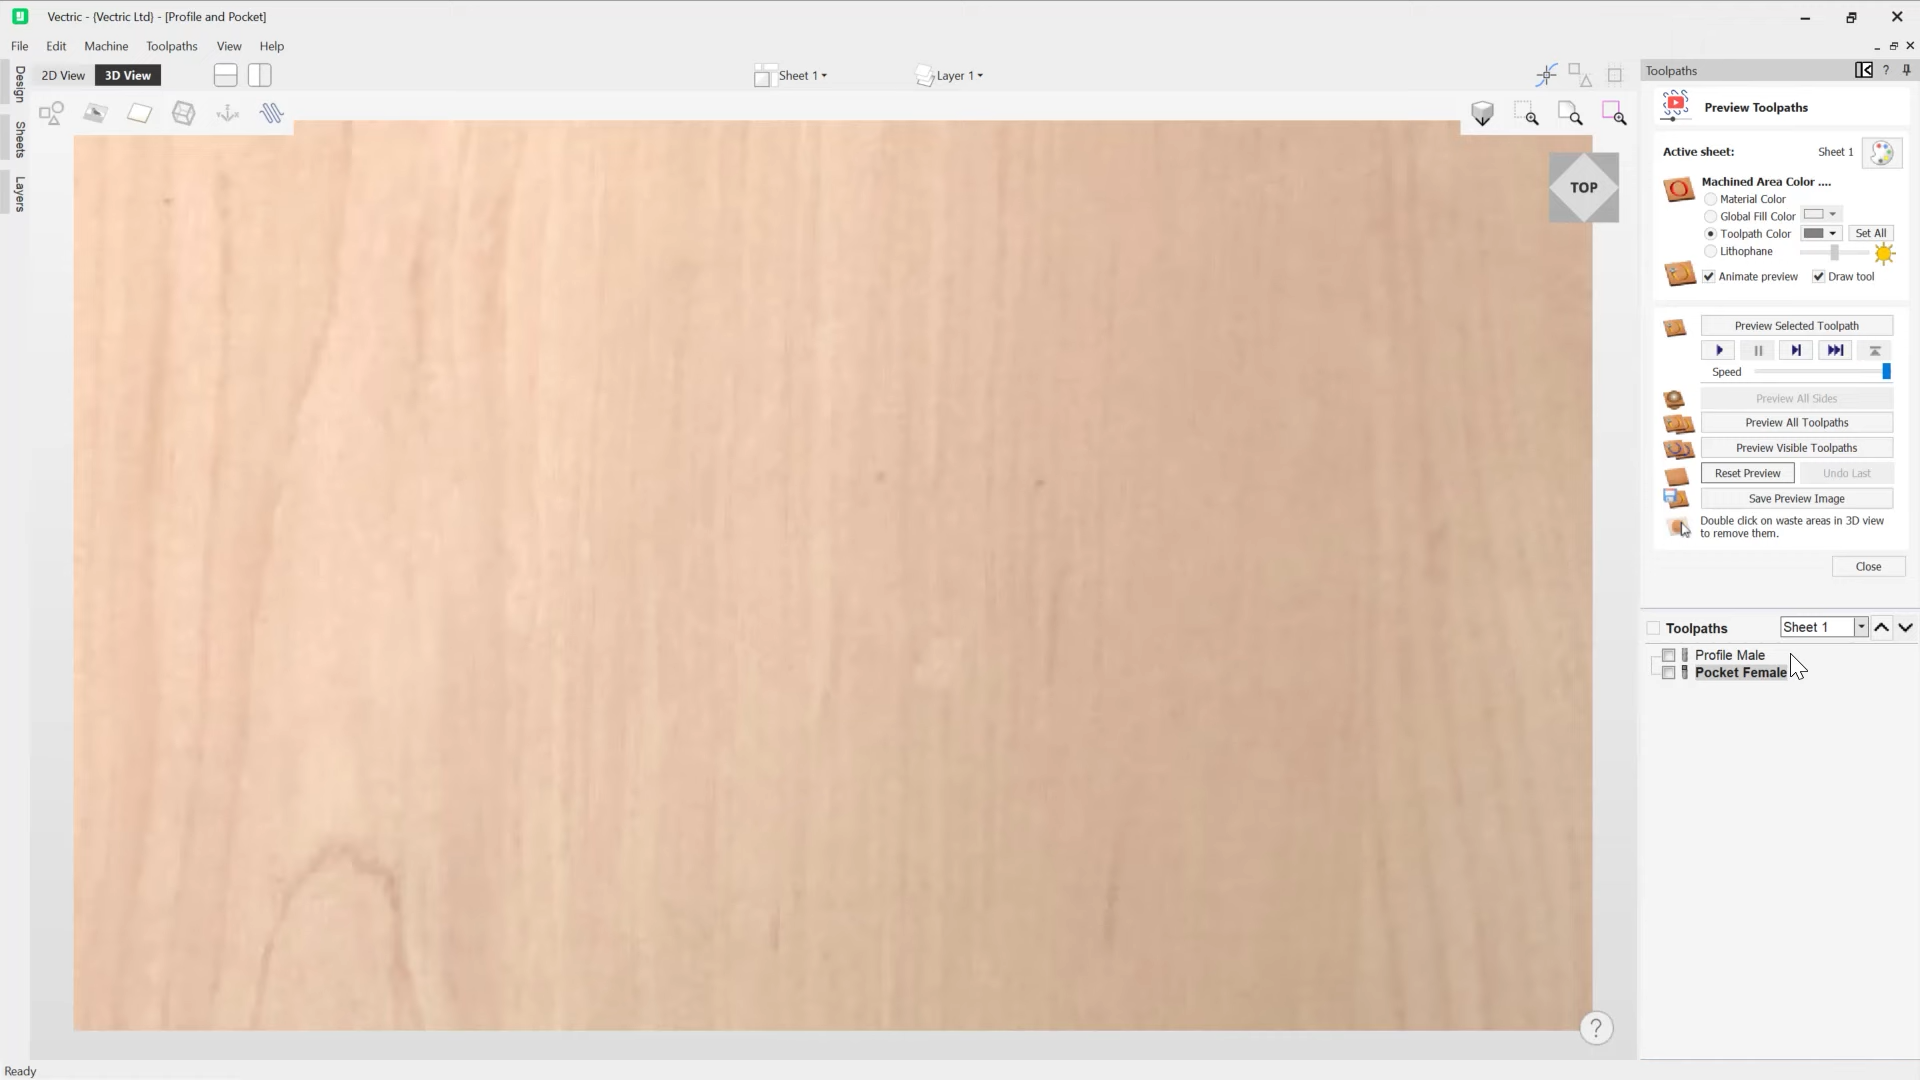 Vectric - {Vectric Ltd} - [Profile and Pocket]
File Edit Machine Toolpaths View Help
2D View 3D View Sheet 1 Layer 1
Toolpaths ?
Design
Sheets
Layers
TOP
Preview Toolpaths
Active sheet: Sheet 1
Machined Area Color ....
Material Color
Global Fill Color
Toolpath Color Set All
Lithophane
Animate preview Draw tool
Preview Selected Toolpath
Speed
Preview All Sides
Preview All Toolpaths
Preview Visible Toolpaths
Reset Preview Undo Last
Save Preview Image
Double click on waste areas in 3D view
to remove them.
Close
Toolpaths Sheet 1
Profile Male
Pocket Female
?
Ready